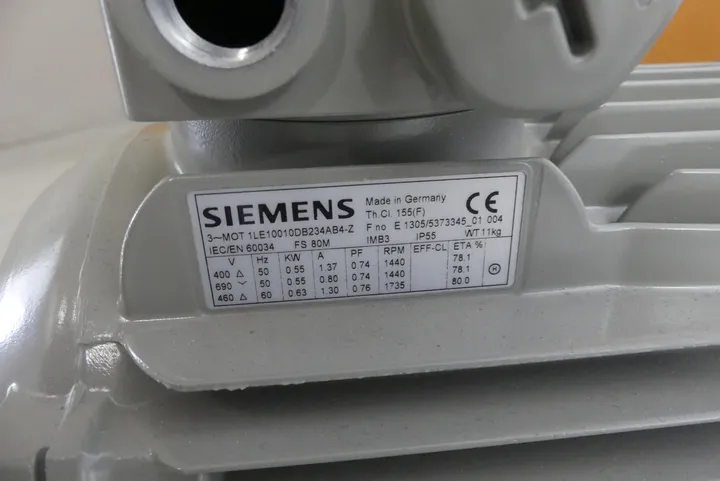 SIEMENS
Made in Germany
Th.Cl. 155(F)
CE
3~MOT 1LE10010DB234AB4-Z
F no E 1305/5373345_01 004
IEC/EN 60034 FS 80M IMB3 IP55 WT 11kg
V Hz KW A PF RPM EFF-CL ETA %
400 Δ 50 0.55 1.37 0.74 1440 78.1
690 Y 50 0.55 0.80 0.74 1440 78.1
460 Δ 60 0.63 1.30 0.76 1735 80.0
H